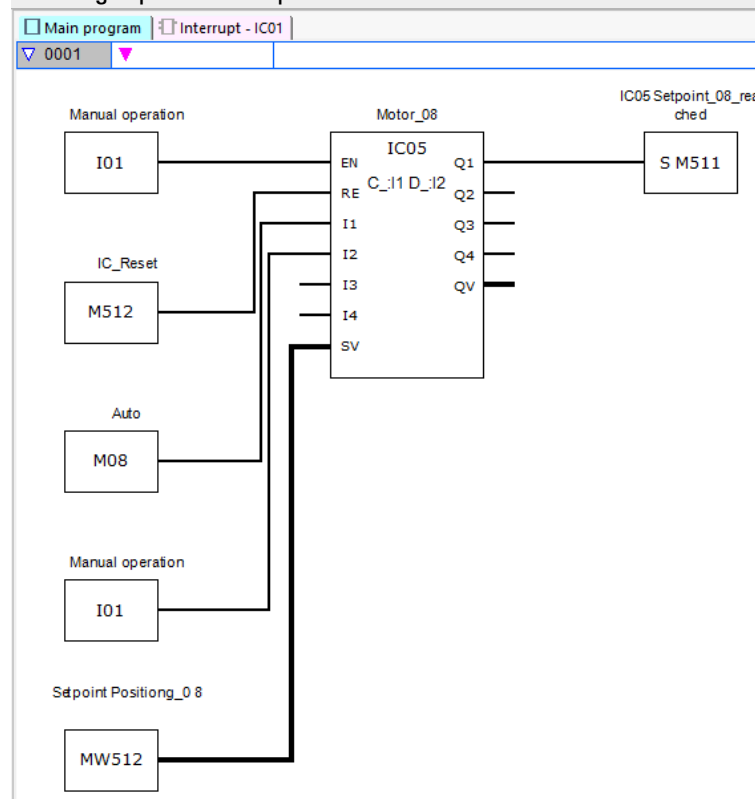 Main program
Interrupt - IC01
0001
Manual operation
Motor_08
IC05 Setpoint_08_rea
ched
I01
IC05
C_:I1 D_:I2
EN
RE
I1
I2
I3
I4
SV
Q1
Q2
Q3
Q4
QV
S M511
IC_Reset
M512
Auto
M08
Manual operation
I01
Setpoint Positiong_0 8
MW512